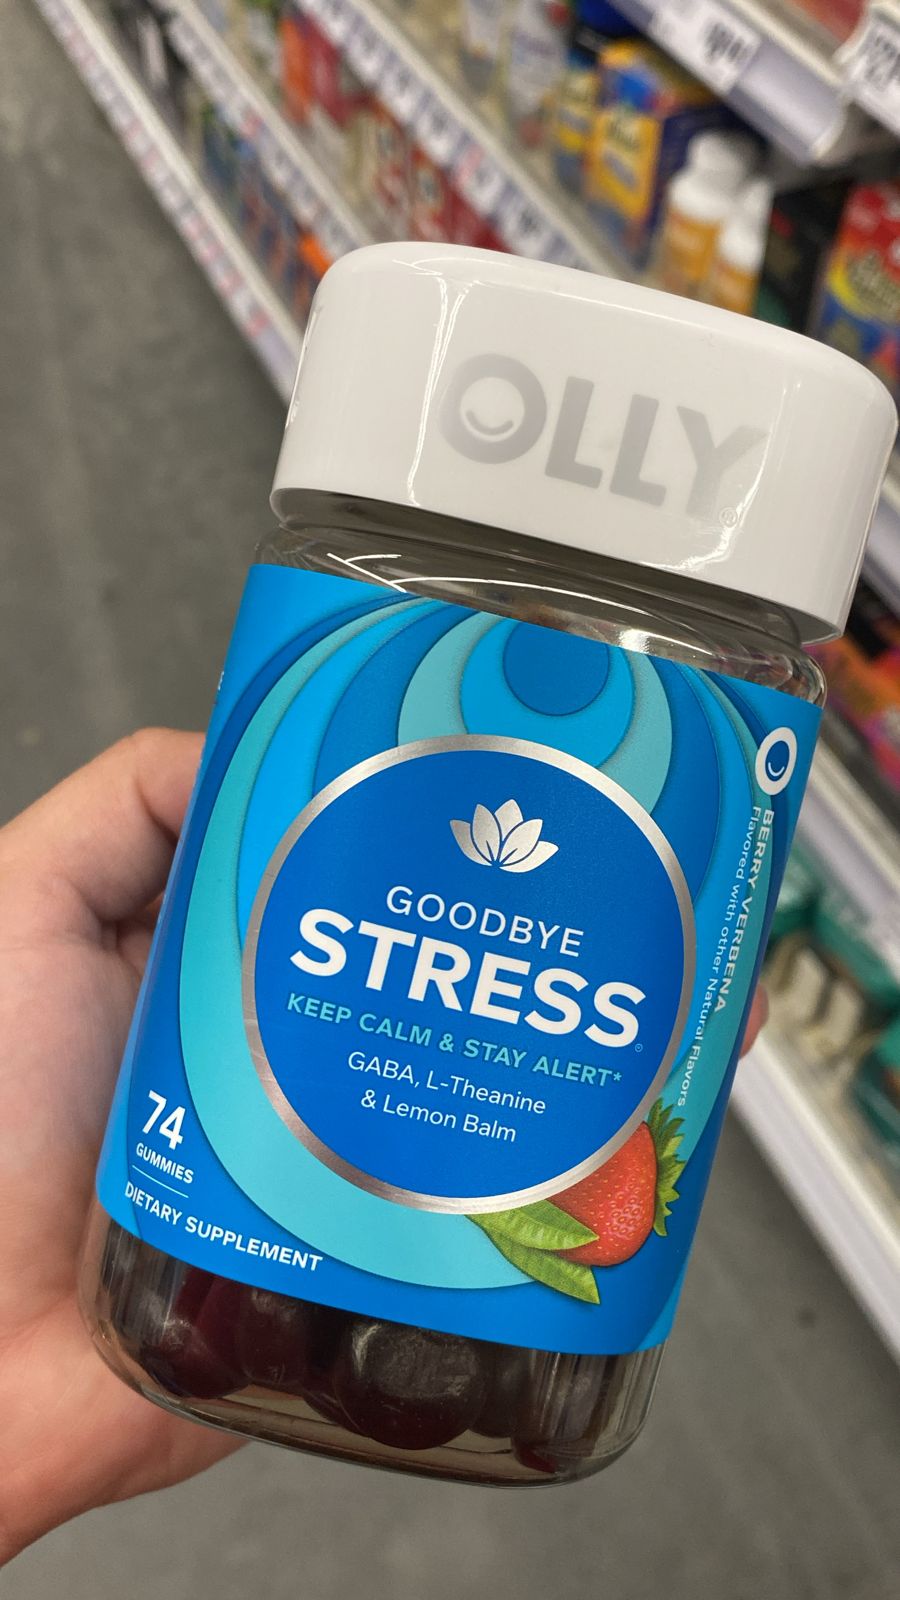 OLLY®
GOODBYE
STRESS®
KEEP CALM & STAY ALERT*
GABA, L-Theanine
& Lemon Balm
74
GUMMIES
DIETARY SUPPLEMENT
BERRY VERBENA
Flavored with other Natural Flavors